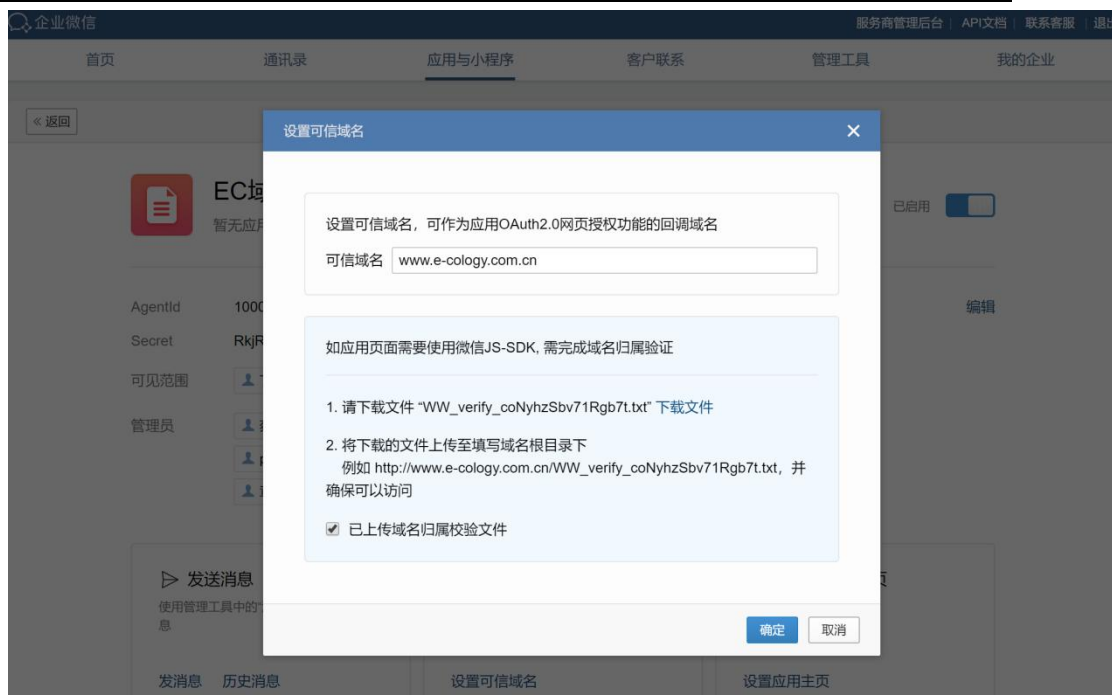 企业微信
服务商管理后台 | API文档 | 联系客服 |
首页 通讯录 应用与小程序 客户联系 管理工具 我的企业
« 返回
设置可信域名 ×
EC域
暂无应用
已启用
设置可信域名，可作为应用OAuth2.0网页授权功能的回调域名
可信域名 www.e-cology.com.cn
AgentId 1000
编辑
Secret RkjR
如应用页面需要使用微信JS-SDK, 需完成域名归属验证
可见范围
1. 请下载文件 “WW_verify_coNyhzSbv71Rgb7t.txt” 下载文件
管理员
2. 将下载的文件上传至填写域名根目录下
例如 http://www.e-cology.com.cn/WW_verify_coNyhzSbv71Rgb7t.txt，并
确保可以访问
已上传域名归属校验文件
发送消息
使用管理工具中的“
息
确定 取消
发消息 历史消息 设置可信域名 设置应用主页